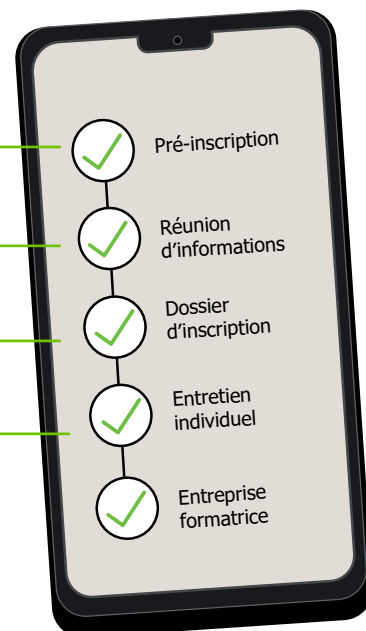 Pré-inscription
Réunion
d'informations
Dossier
d'inscription
Entretien
individuel
Entreprise
formatrice